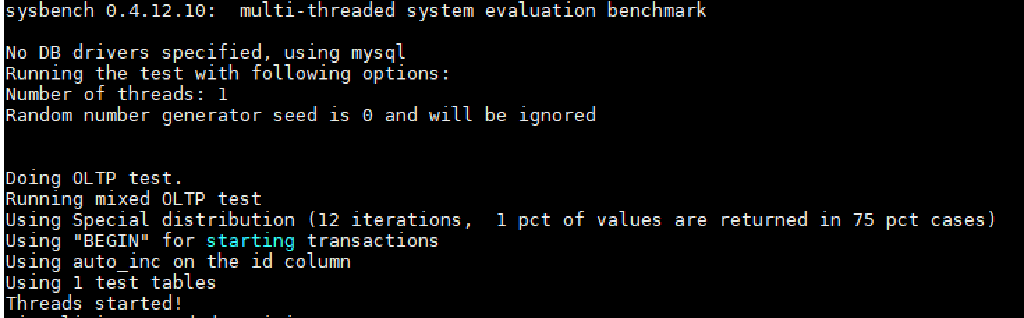 sysbench 0.4.12.10:  multi-threaded system evaluation benchmark
No DB drivers specified, using mysql
Running the test with following options:
Number of threads: 1
Random number generator seed is 0 and will be ignored
Doing OLTP test.
Running mixed OLTP test
Using Special distribution (12 iterations,  1 pct of values are returned in 75 pct cases)
Using "BEGIN" for starting transactions
Using auto_inc on the id column
Using 1 test tables
Threads started!